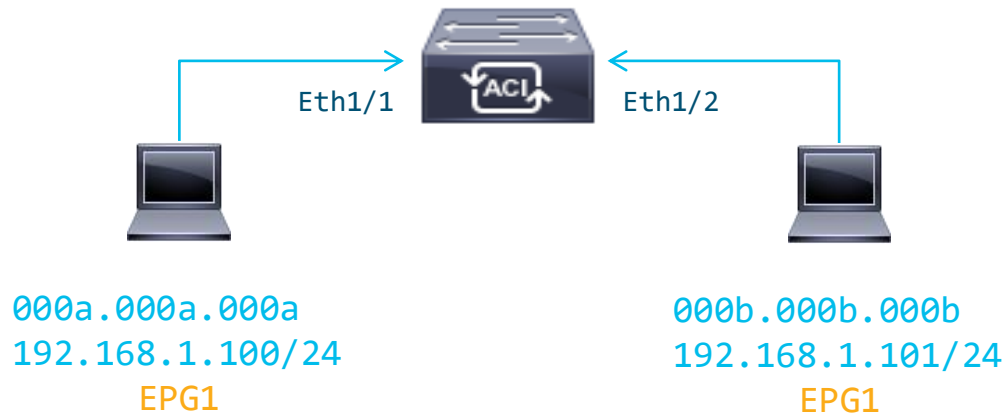 ACI
Eth1/1
Eth1/2
000a.000a.000a
192.168.1.100/24
EPG1
000b.000b.000b
192.168.1.101/24
EPG1